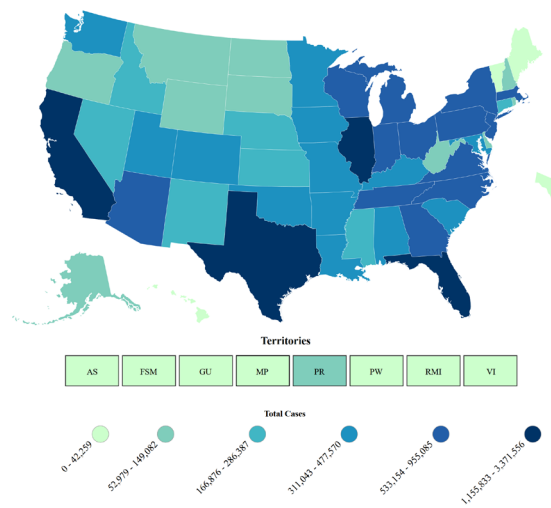 Territories
AS FSM GU MP PR PW RMI VI
Total Cases
0 - 42,259
52,979 - 149,082
166,876 - 286,387
311,043 - 477,570
533,154 - 955,085
1,155,833 - 3,371,556